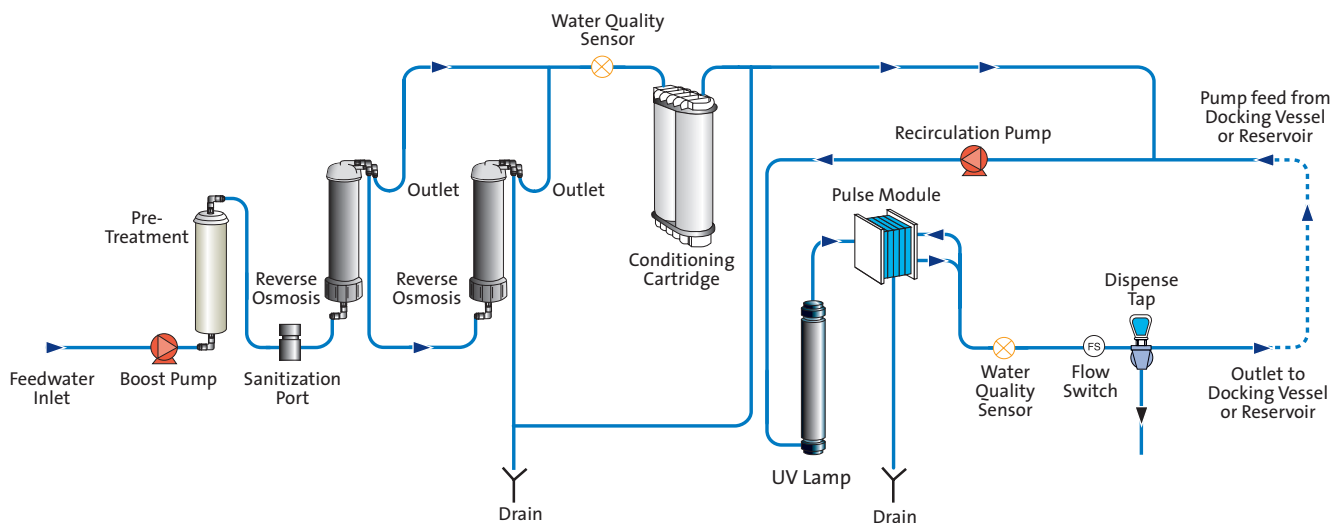 Water Quality
Sensor
Pump feed from
Docking Vessel
or Reservoir
Recirculation Pump
Outlet
Outlet
Pulse Module
Pre-
Treatment
Conditioning
Cartridge
Reverse
Osmosis
Reverse
Osmosis
Dispense
Tap
FS
Feedwater
Inlet
Boost Pump
Sanitization
Port
Water
Quality
Sensor
Flow
Switch
Outlet to
Docking Vessel
or Reservoir
UV Lamp
Drain
Drain